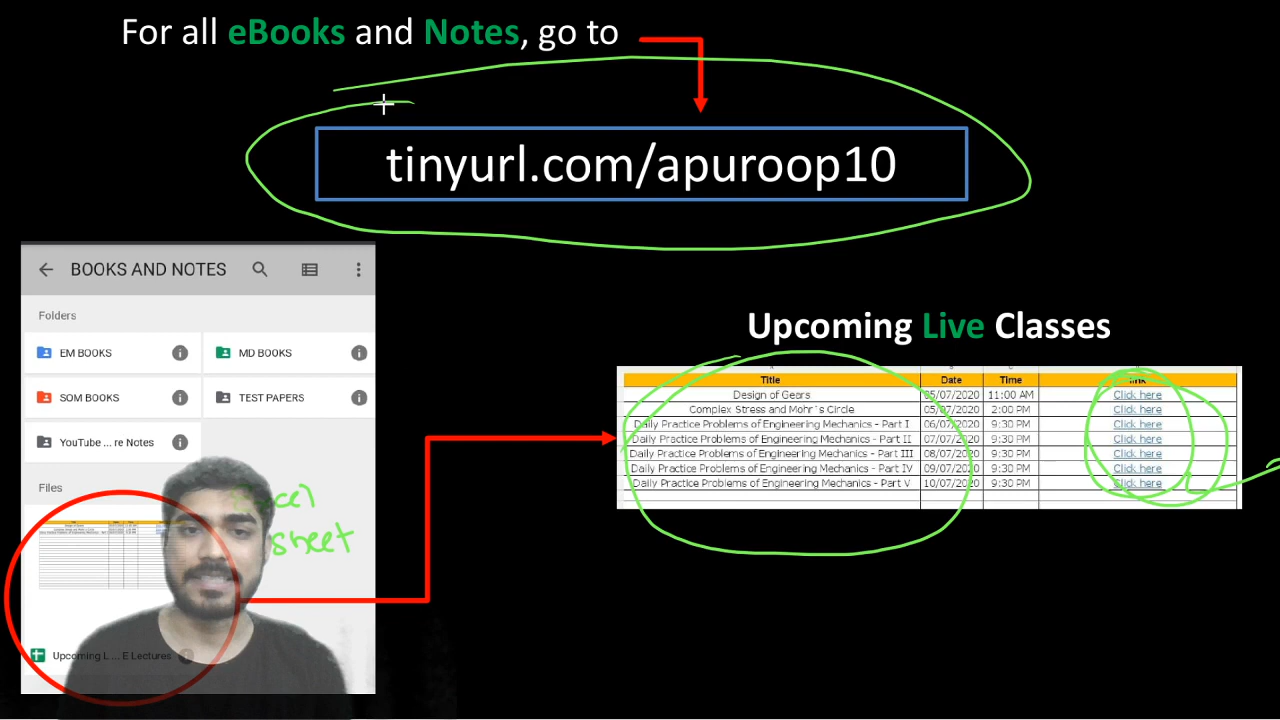 For all eBooks and Notes, go to
tinyurl.com/apuroop10
BOOKS AND NOTES
Folders
EM BOOKS
MD BOOKS
SOM BOOKS
TEST PAPERS
YouTube ... re Notes
Files
Excel
sheet
Upcoming L ... E Lectures
Upcoming Live Classes
Title Date Time Link
Design of Gears 05/07/2020 11:00 AM Click here
Complex Stress and Mohr`s Circle 05/07/2020 2:00 PM Click here
Daily Practice Problems of Engineering Mechanics - Part I 06/07/2020 9:30 PM Click here
Daily Practice Problems of Engineering Mechanics - Part II 07/07/2020 9:30 PM Click here
Daily Practice Problems of Engineering Mechanics - Part III 08/07/2020 9:30 PM Click here
Daily Practice Problems of Engineering Mechanics - Part IV 09/07/2020 9:30 PM Click here
Daily Practice Problems of Engineering Mechanics - Part V 10/07/2020 9:30 PM Click here